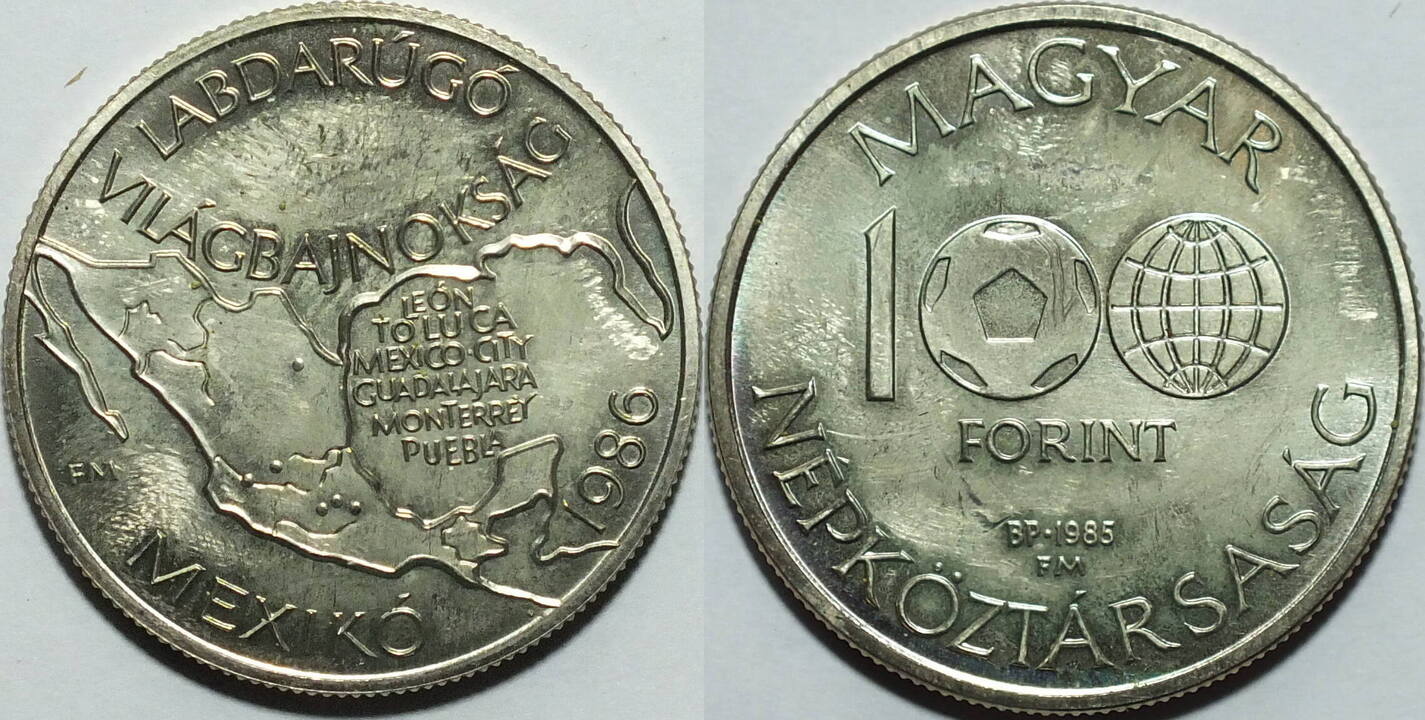 LABDARÚGÓ
VILÁGBAJNOKSÁG
LEÓN
TOLUCA
MEXICO·CITY
GUADALAJARA
MONTERREY
PUEBLA
1986
FM
MEXIKÓ
MAGYAR
100
FORINT
BP·1985
FM
NÉPKÖZTÁRSASÁG